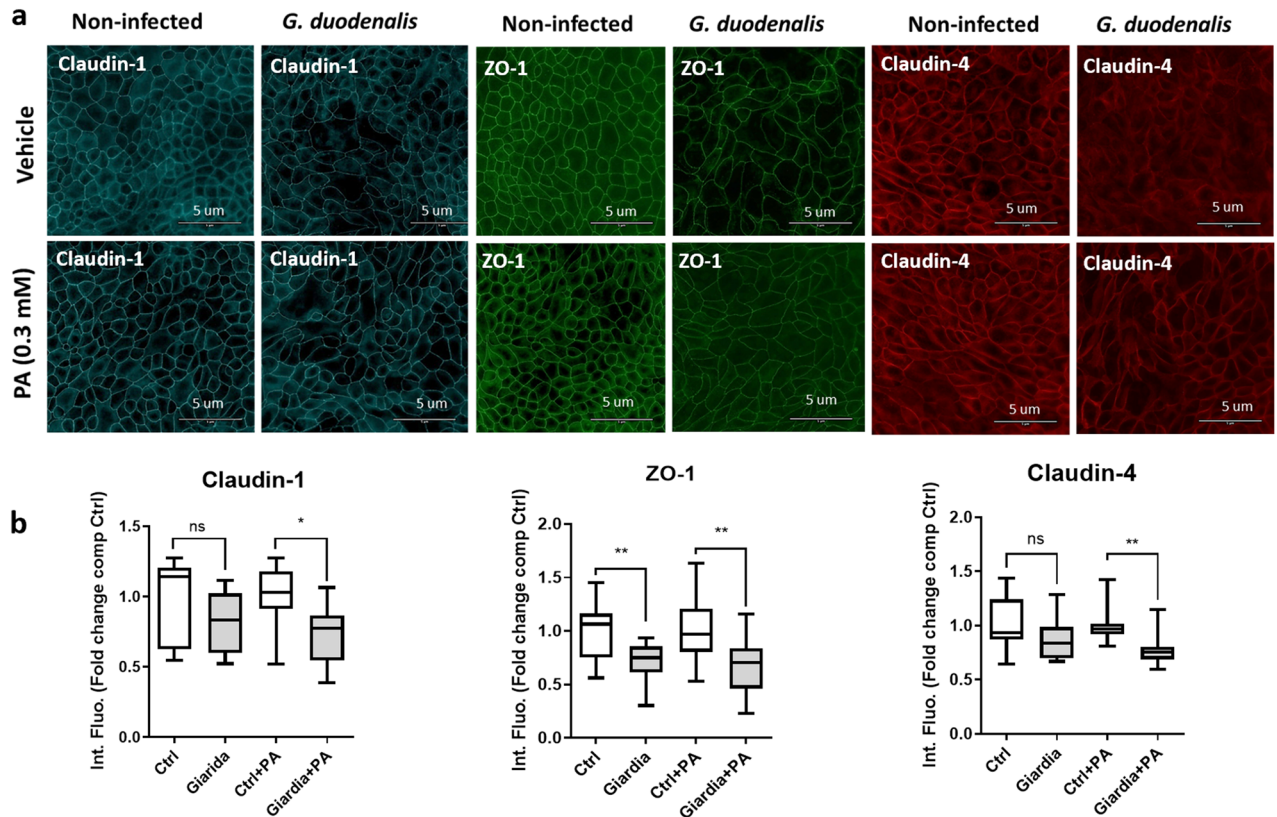 a
Non-infected
G. duodenalis
Non-infected
G. duodenalis
Non-infected
G. duodenalis
Vehicle
Claudin-1
Claudin-1
ZO-1
ZO-1
Claudin-4
Claudin-4
5 um
5 um
5 um
5 um
5 um
5 um
PA (0.3 mM)
Claudin-1
Claudin-1
ZO-1
ZO-1
Claudin-4
Claudin-4
5 um
5 um
5 um
5 um
5 um
5 um
b
Claudin-1
Int. Fluo. (Fold change comp Ctrl)
1.5
1.0
0.5
0.0
ns
*
Ctrl
Giarida
Ctrl+PA
Giardia+PA
ZO-1
Int. Fluo. (Fold change comp Ctrl)
2.0
1.5
1.0
0.5
0.0
**
**
Ctrl
Giardia
Ctrl+PA
Giardia+PA
Claudin-4
Int. Fluo. (Fold change comp Ctrl)
2.0
1.5
1.0
0.5
0.0
ns
**
Ctrl
Giardia
Ctrl+PA
Giardia+PA